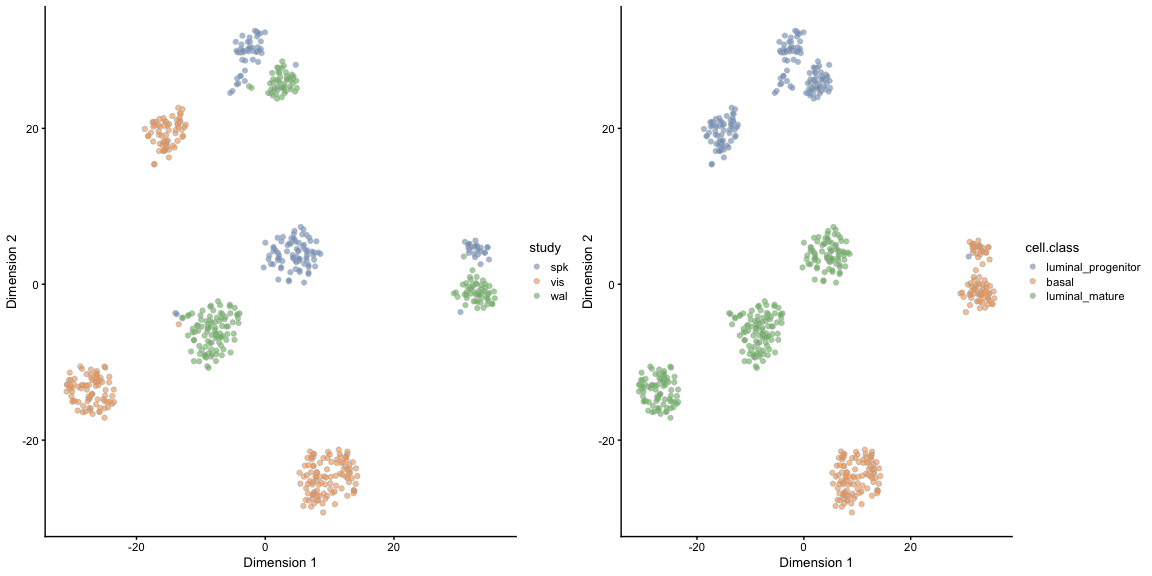 20
0
-20
Dimension 2
-20
0
20
Dimension 1
study
spk
vis
wal
20
0
-20
Dimension 2
-20
0
20
Dimension 1
cell.class
luminal_progenitor
basal
luminal_mature